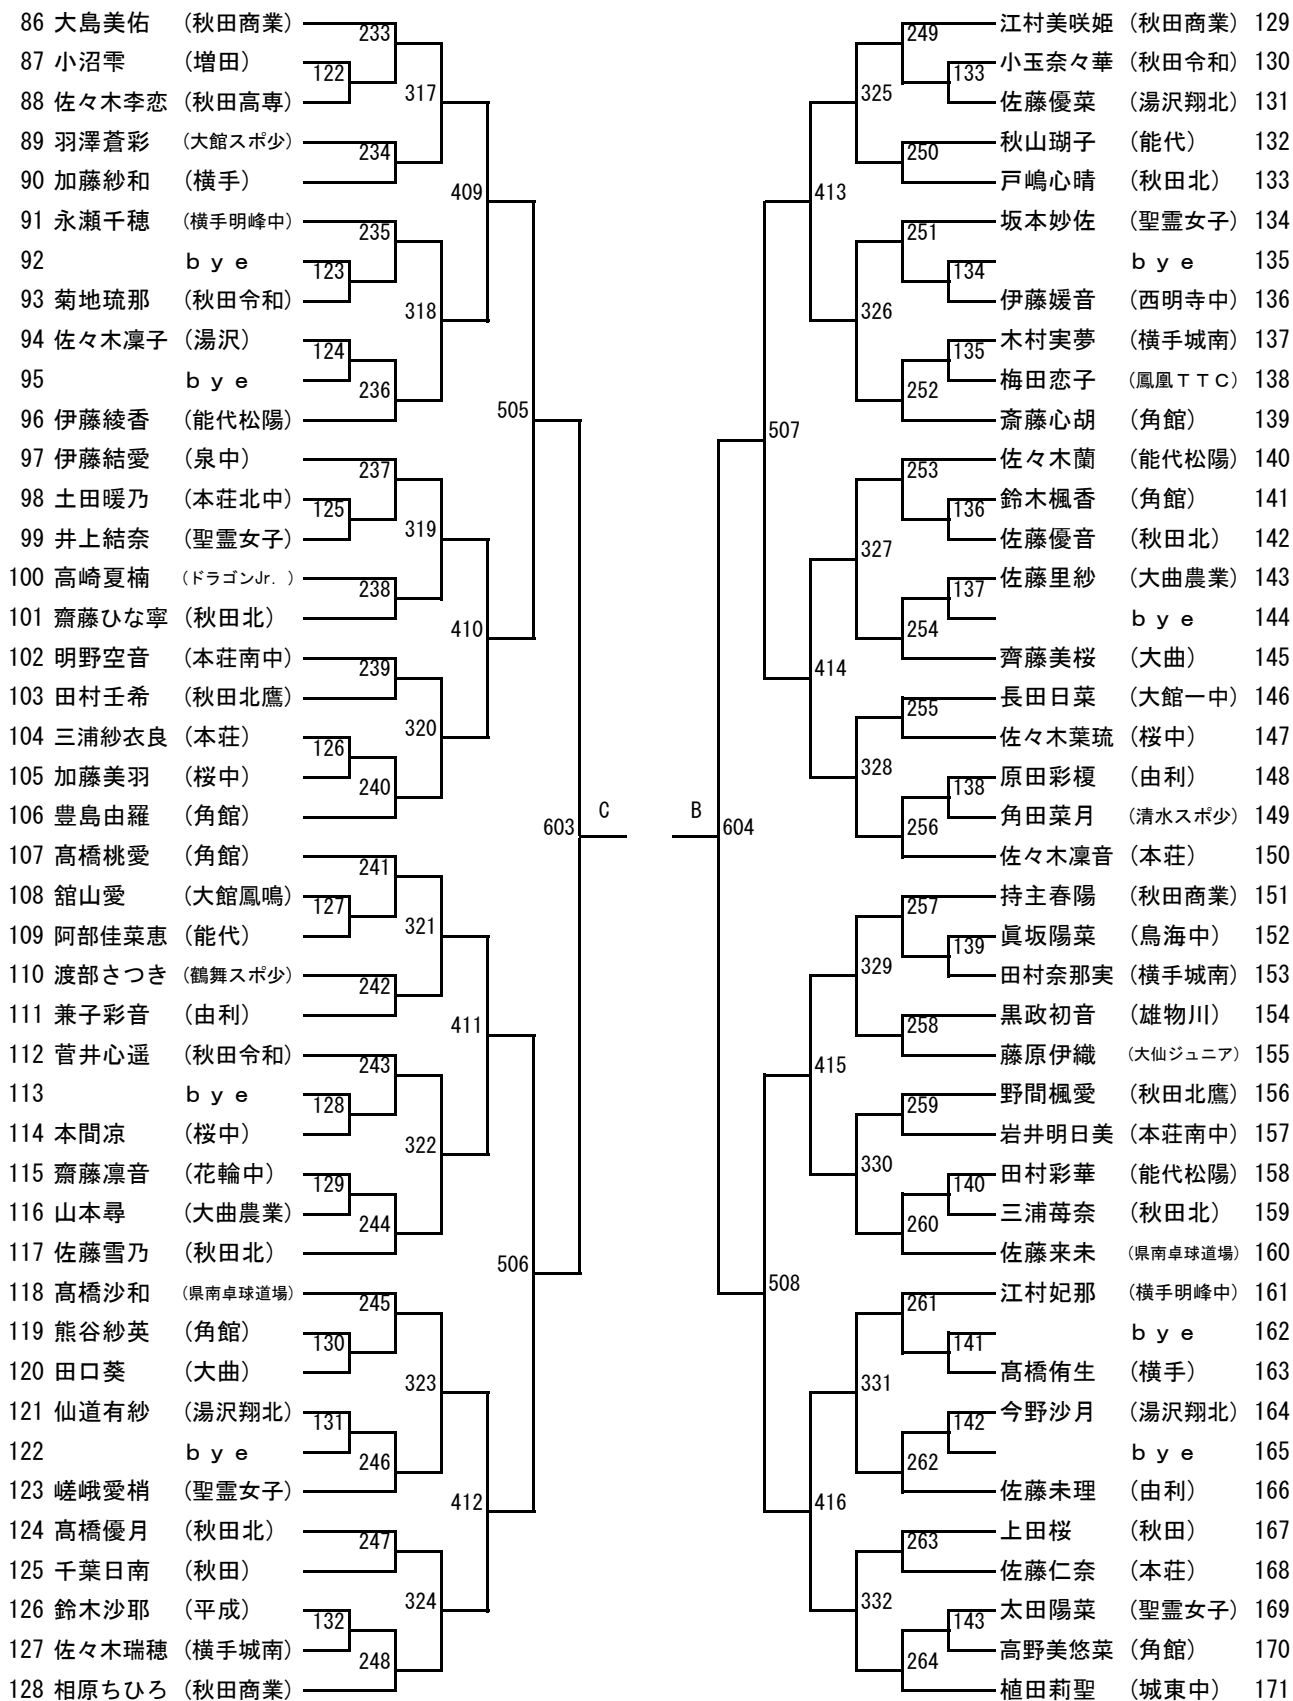 86 大島美佑 (秋田商業)
87 小沼雫 (増田)
88 佐々木李恋 (秋田高専)
89 羽澤蒼彩 (大館スポ少)
90 加藤紗和 (横手)
91 永瀬千穂 (横手明峰中)
92 ｂｙｅ
93 菊地琉那 (秋田令和)
94 佐々木凜子 (湯沢)
95 ｂｙｅ
96 伊藤綾香 (能代松陽)
97 伊藤結愛 (泉中)
98 土田暖乃 (本荘北中)
99 井上結奈 (聖霊女子)
100 高崎夏楠 (ドラゴンJr.)
101 齋藤ひな寧 (秋田北)
102 明野空音 (本荘南中)
103 田村壬希 (秋田北鷹)
104 三浦紗衣良 (本荘)
105 加藤美羽 (桜中)
106 豊島由羅 (角館)
107 髙橋桃愛 (角館)
108 舘山愛 (大館鳳鳴)
109 阿部佳菜恵 (能代)
110 渡部さつき (鶴舞スポ少)
111 兼子彩音 (由利)
112 菅井心遥 (秋田令和)
113 ｂｙｅ
114 本間凉 (桜中)
115 齋藤凛音 (花輪中)
116 山本尋 (大曲農業)
117 佐藤雪乃 (秋田北)
118 髙橋沙和 (県南卓球道場)
119 熊谷紗英 (角館)
120 田口葵 (大曲)
121 仙道有紗 (湯沢翔北)
122 ｂｙｅ
123 嵯峨愛梢 (聖霊女子)
124 髙橋優月 (秋田北)
125 千葉日南 (秋田)
126 鈴木沙耶 (平成)
127 佐々木瑞穂 (横手城南)
128 相原ちひろ (秋田商業)
122
123
124
125
126
127
128
129
130
131
132
233
234
235
236
237
238
239
240
241
242
243
244
245
246
247
248
317
318
319
320
321
322
323
324
409
410
411
412
505
506
603
C
B
604
507
508
413
414
415
416
325
326
327
328
329
330
331
332
249
250
251
252
253
254
255
256
257
258
259
260
261
262
263
264
133
134
135
136
137
138
139
140
141
142
143
江村美咲姫 (秋田商業) 129
小玉奈々華 (秋田令和) 130
佐藤優菜 (湯沢翔北) 131
秋山瑚子 (能代) 132
戸嶋心晴 (秋田北) 133
坂本妙佐 (聖霊女子) 134
ｂｙｅ 135
伊藤媛音 (西明寺中) 136
木村実夢 (横手城南) 137
梅田恋子 (鳳凰ＴＴＣ) 138
斎藤心胡 (角館) 139
佐々木蘭 (能代松陽) 140
鈴木楓香 (角館) 141
佐藤優音 (秋田北) 142
佐藤里紗 (大曲農業) 143
ｂｙｅ 144
齊藤美桜 (大曲) 145
長田日菜 (大館一中) 146
佐々木葉琉 (桜中) 147
原田彩榎 (由利) 148
角田菜月 (清水スポ少) 149
佐々木凜音 (本荘) 150
持主春陽 (秋田商業) 151
眞坂陽菜 (鳥海中) 152
田村奈那実 (横手城南) 153
黒政初音 (雄物川) 154
藤原伊織 (大仙ジュニア) 155
野間楓愛 (秋田北鷹) 156
岩井明日美 (本荘南中) 157
田村彩華 (能代松陽) 158
三浦苺奈 (秋田北) 159
佐藤来未 (県南卓球道場) 160
江村妃那 (横手明峰中) 161
ｂｙｅ 162
髙橋侑生 (横手) 163
今野沙月 (湯沢翔北) 164
ｂｙｅ 165
佐藤未理 (由利) 166
上田桜 (秋田) 167
佐藤仁奈 (本荘) 168
太田陽菜 (聖霊女子) 169
高野美悠菜 (角館) 170
植田莉聖 (城東中) 171